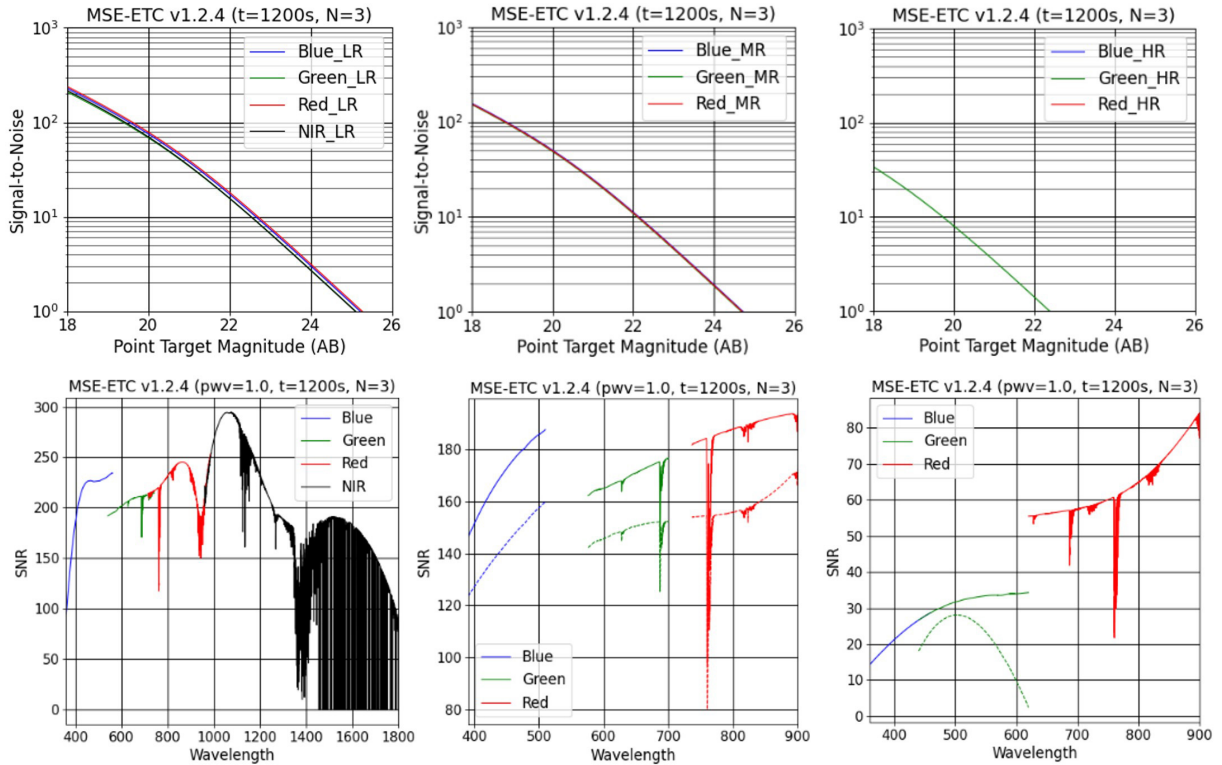 MSE-ETC v1.2.4 (t=1200s, N=3)
Signal-to-Noise
10³
10²
10¹
10⁰
Blue_LR
Green_LR
Red_LR
NIR_LR
18 20 22 24 26
Point Target Magnitude (AB)
MSE-ETC v1.2.4 (t=1200s, N=3)
Signal-to-Noise
10³
10²
10¹
10⁰
Blue_MR
Green_MR
Red_MR
18 20 22 24 26
Point Target Magnitude (AB)
MSE-ETC v1.2.4 (t=1200s, N=3)
10³
10²
10¹
10⁰
Blue_HR
Green_HR
Red_HR
18 20 22 24 26
Point Target Magnitude (AB)
MSE-ETC v1.2.4 (pwv=1.0, t=1200s, N=3)
SNR
300
250
200
150
100
50
0
Blue
Green
Red
NIR
400 600 800 1000 1200 1400 1600 1800
Wavelength
MSE-ETC v1.2.4 (pwv=1.0, t=1200s, N=3)
SNR
180
160
140
120
100
80
Blue
Green
Red
400 500 600 700 800 900
Wavelength
MSE-ETC v1.2.4 (pwv=1.0, t=1200s, N=3)
SNR
80
70
60
50
40
30
20
10
0
Blue
Green
Red
400 500 600 700 800 900
Wavelength